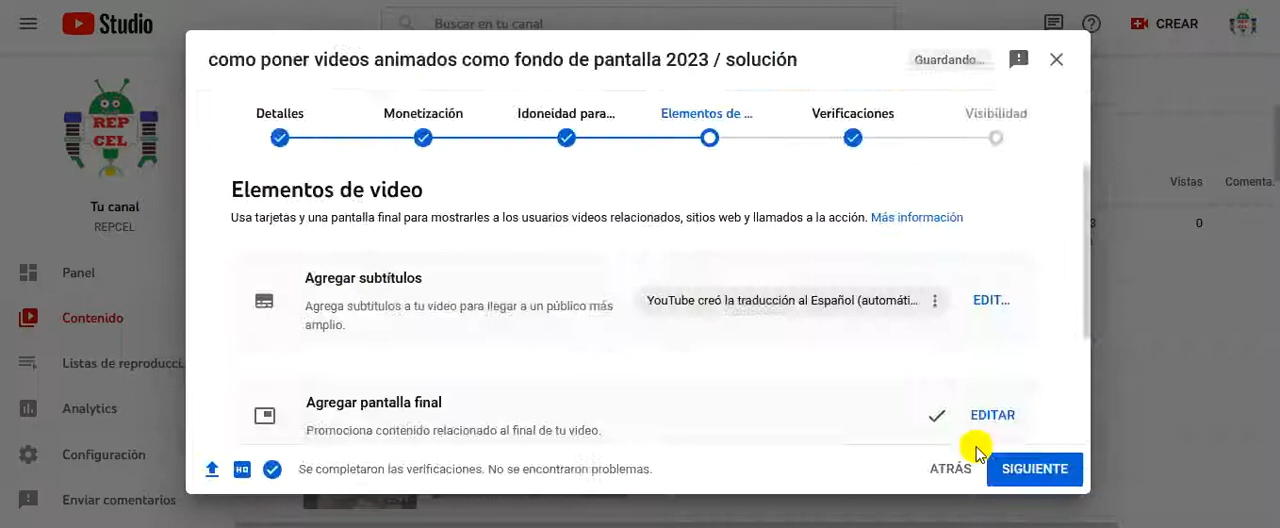 Studio
Buscar en tu canal
CREAR
como poner videos animados como fondo de pantalla 2023 / solución
Guardando...
Detalles
Monetización
Idoneidad para...
Elementos de ...
Verificaciones
Visibilidad
REP
CEL
Tu canal
REPCEL
Panel
Contenido
Listas de reproducci...
Analytics
Configuración
Enviar comentarios
Elementos de video
Usa tarjetas y una pantalla final para mostrarles a los usuarios videos relacionados, sitios web y llamados a la acción. Más información
Agregar subtítulos
Agrega subtítulos a tu video para llegar a un público más
amplio.
YouTube creó la traducción al Español (automáti...
EDIT...
Agregar pantalla final
Promociona contenido relacionado al final de tu video.
EDITAR
HQ
Se completaron las verificaciones. No se encontraron problemas.
ATRÁS
SIGUIENTE
Vistas
Comenta.
3
0